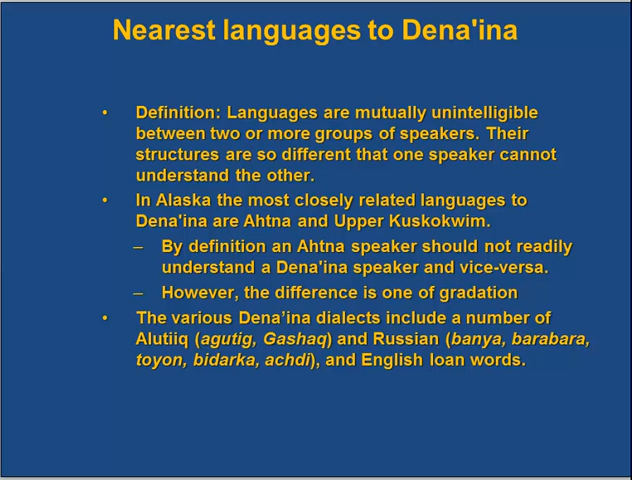 Nearest languages to Dena'ina
• Definition: Languages are mutually unintelligible
between two or more groups of speakers. Their
structures are so different that one speaker cannot
understand the other.
• In Alaska the most closely related languages to
Dena'ina are Ahtna and Upper Kuskokwim.
– By definition an Ahtna speaker should not readily
understand a Dena'ina speaker and vice-versa.
– However, the difference is one of gradation
• The various Dena’ina dialects include a number of
Alutiiq (agutig, Gashaq) and Russian (banya, barabara,
toyon, bidarka, achdi), and English loan words.